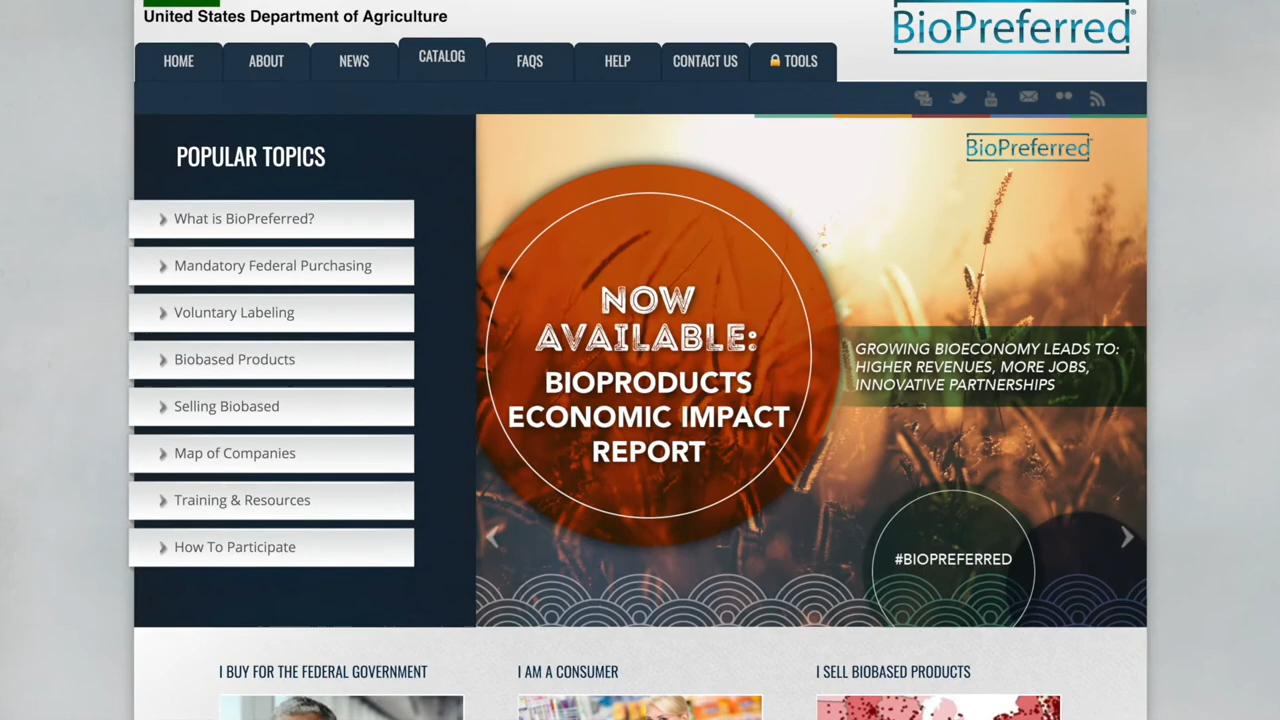 United States Department of Agriculture
BioPreferred®
HOME ABOUT NEWS CATALOG FAQS HELP CONTACT US TOOLS
POPULAR TOPICS
What is BioPreferred?
Mandatory Federal Purchasing
Voluntary Labeling
Biobased Products
Selling Biobased
Map of Companies
Training & Resources
How To Participate
BioPreferred
NOW
AVAILABLE:
BIOPRODUCTS
ECONOMIC IMPACT
REPORT
GROWING BIOECONOMY LEADS TO:
HIGHER REVENUES, MORE JOBS,
INNOVATIVE PARTNERSHIPS
#BIOPREFERRED
I BUY FOR THE FEDERAL GOVERNMENT
I AM A CONSUMER
I SELL BIOBASED PRODUCTS